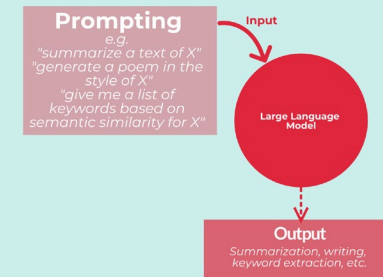 Prompting
e.g.
"summarize a text of X"
"generate a poem in the
style of X"
"give me a list of
keywords based on
semantic similarity for X"
Input
Large Language
Model
Output
Summarization, writing,
keyword extraction, etc.